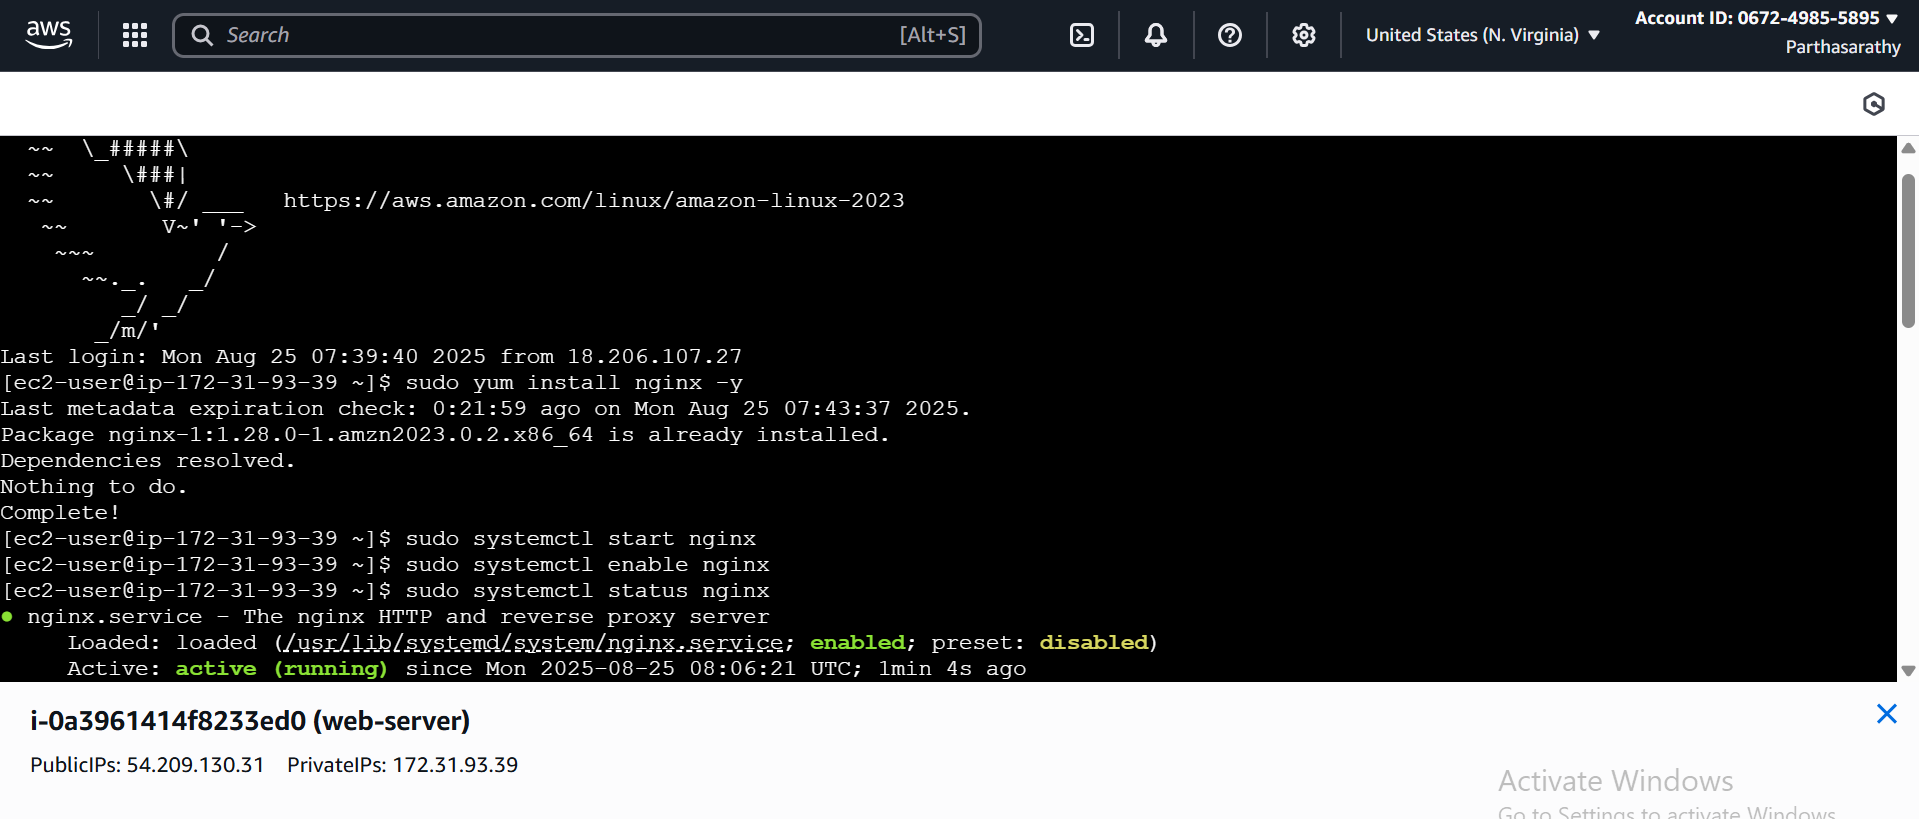 aws
Search [Alt+S]
United States (N. Virginia) ▼
Account ID: 0672-4985-5895 ▼
Parthasarathy
~~  \_#####\
~~     \###|
~~       \#/ ___   https://aws.amazon.com/linux/amazon-linux-2023
~~       V~' '->
~~~         /
~~._.   _/
_/ _/
_/m/'
Last login: Mon Aug 25 07:39:40 2025 from 18.206.107.27
[ec2-user@ip-172-31-93-39 ~]$ sudo yum install nginx -y
Last metadata expiration check: 0:21:59 ago on Mon Aug 25 07:43:37 2025.
Package nginx-1:1.28.0-1.amzn2023.0.2.x86_64 is already installed.
Dependencies resolved.
Nothing to do.
Complete!
[ec2-user@ip-172-31-93-39 ~]$ sudo systemctl start nginx
[ec2-user@ip-172-31-93-39 ~]$ sudo systemctl enable nginx
[ec2-user@ip-172-31-93-39 ~]$ sudo systemctl status nginx
● nginx.service - The nginx HTTP and reverse proxy server
Loaded: loaded (/usr/lib/systemd/system/nginx.service; enabled; preset: disabled)
Active: active (running) since Mon 2025-08-25 08:06:21 UTC; 1min 4s ago
i-0a3961414f8233ed0 (web-server)
PublicIPs: 54.209.130.31 PrivateIPs: 172.31.93.39
Activate Windows
Go to Settings to activate Windows.